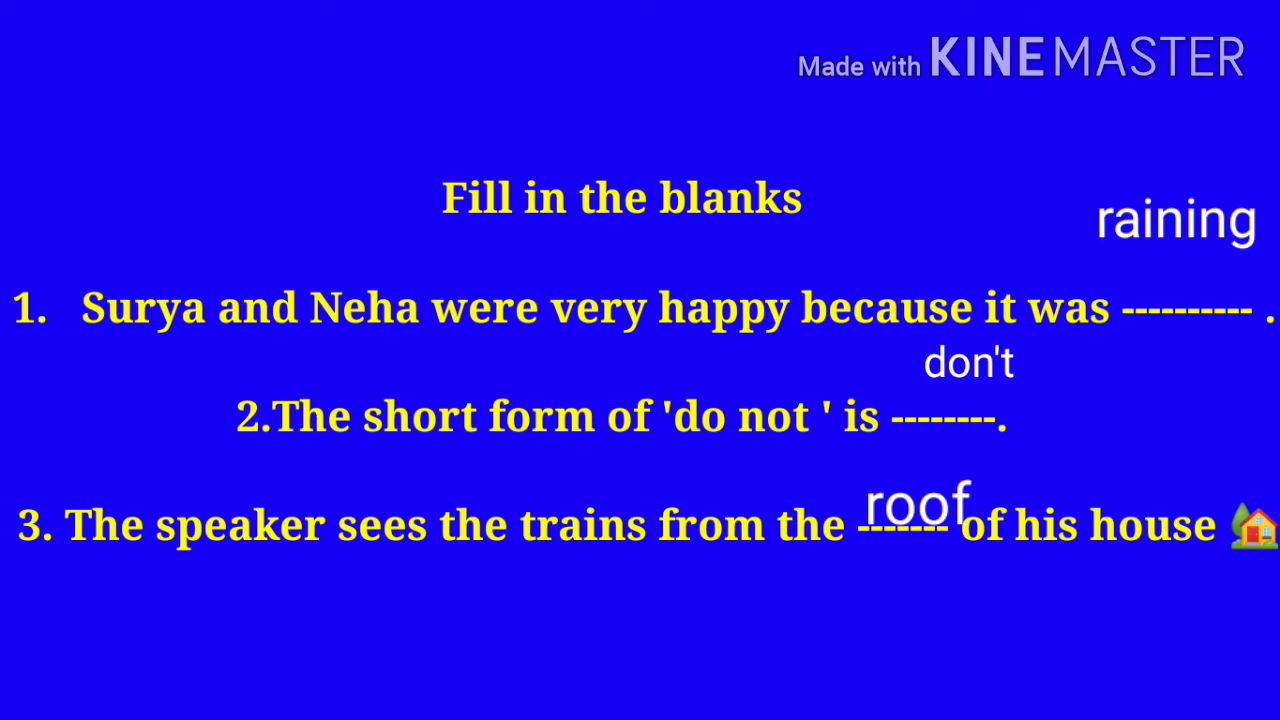 Made with KINEMASTER
Fill in the blanks
raining
1. Surya and Neha were very happy because it was ---------- .
don't
2.The short form of 'do not ' is --------.
roof
3. The speaker sees the trains from the ------- of his house 🏡